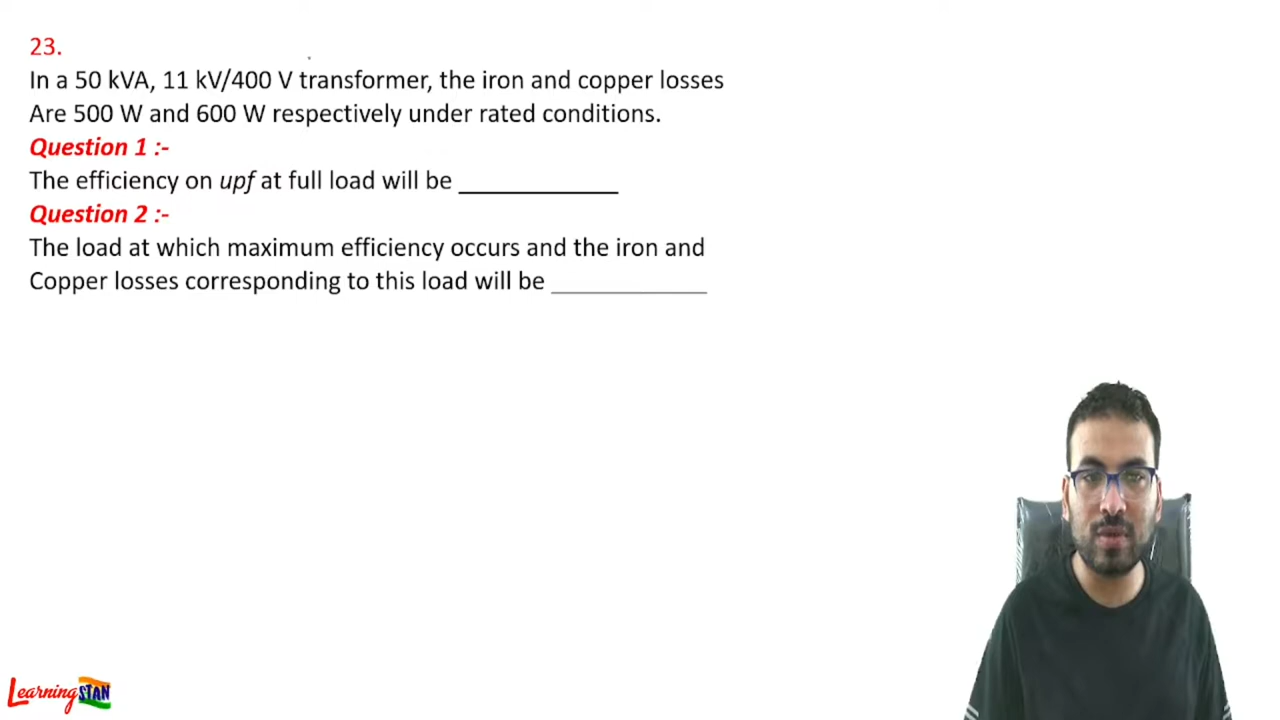 23.
In a 50 kVA, 11 kV/400 V transformer, the iron and copper losses
Are 500 W and 600 W respectively under rated conditions.
Question 1 :-
The efficiency on upf at full load will be ____________
Question 2 :-
The load at which maximum efficiency occurs and the iron and
Copper losses corresponding to this load will be ____________
LearningSTAN